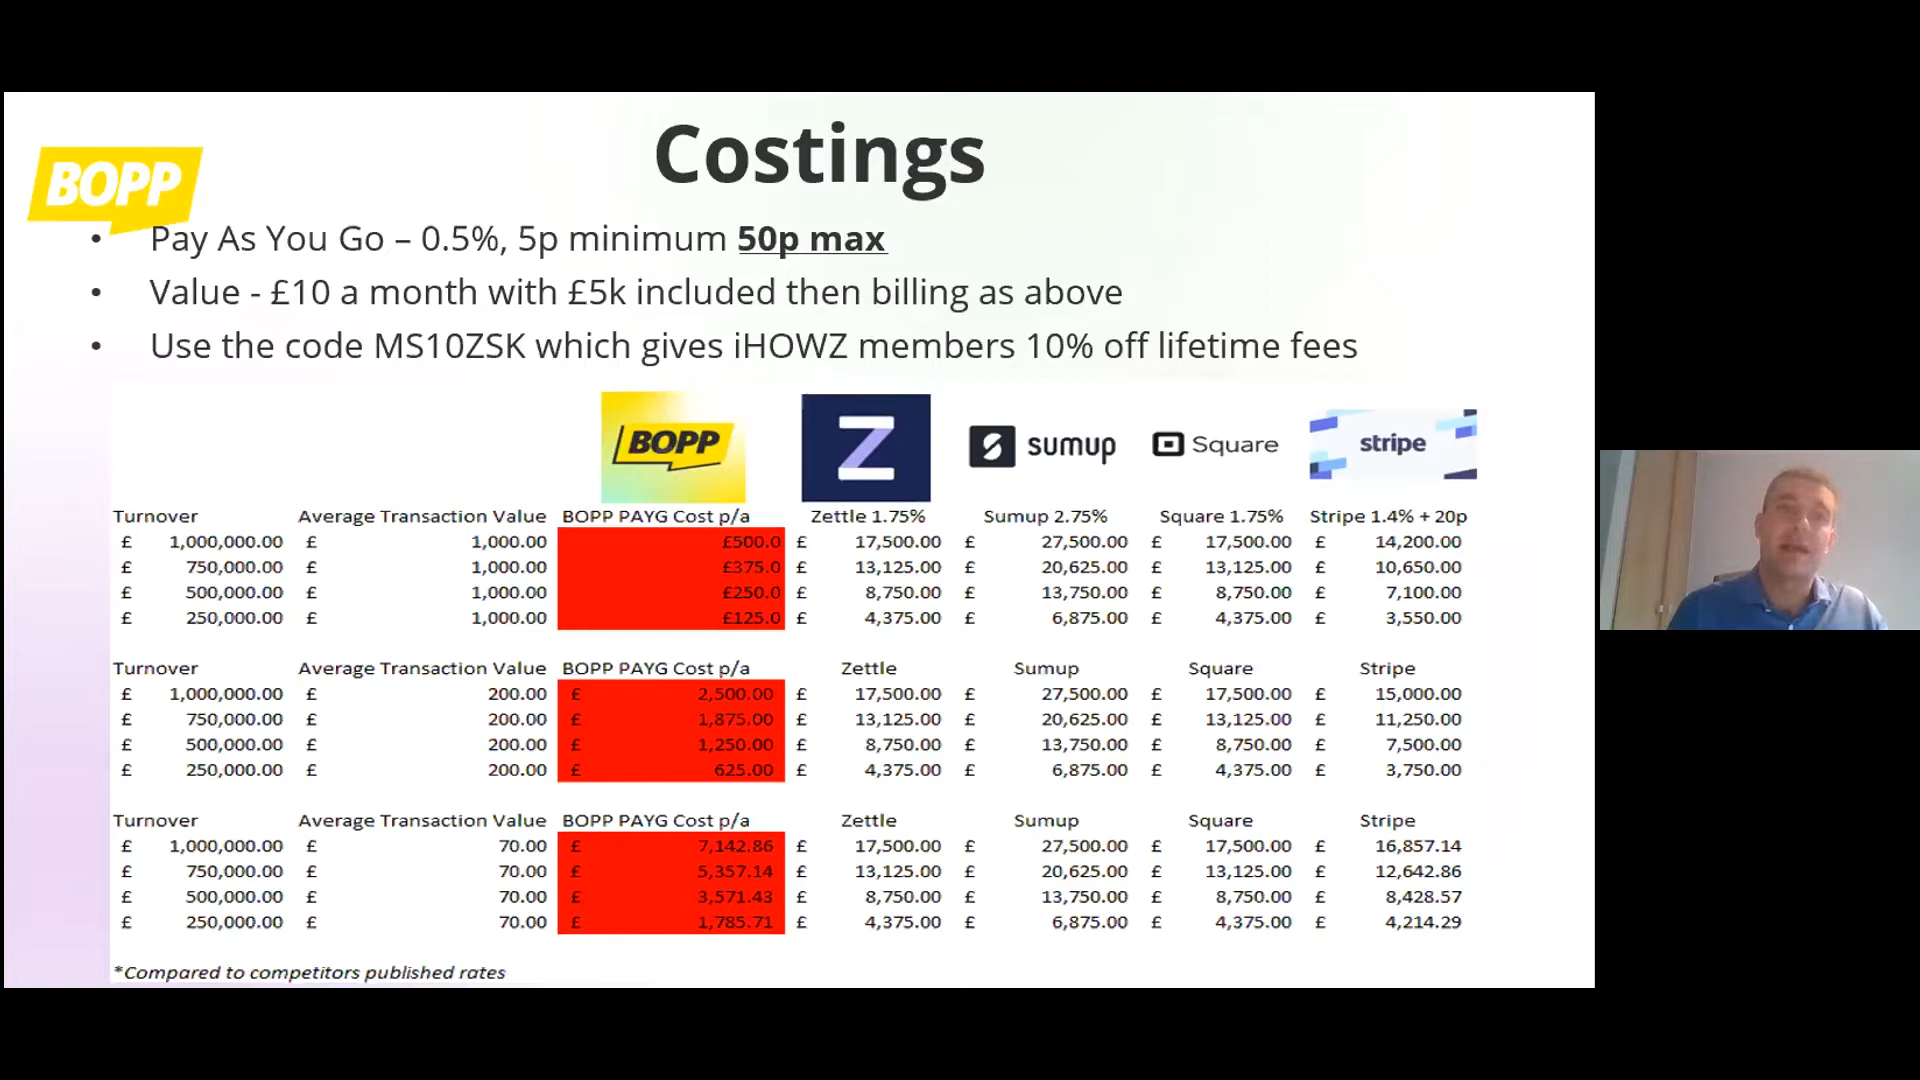 Costings
BOPP
• Pay As You Go – 0.5%, 5p minimum 50p max
• Value - £10 a month with £5k included then billing as above
• Use the code MS10ZSK which gives iHOWZ members 10% off lifetime fees
BOPP Z sumup Square stripe
Turnover Average Transaction Value BOPP PAYG Cost p/a Zettle 1.75% Sumup 2.75% Square 1.75% Stripe 1.4% + 20p
£ 1,000,000.00 £ 1,000.00 £500.0 £ 17,500.00 £ 27,500.00 £ 17,500.00 £ 14,200.00
£ 750,000.00 £ 1,000.00 £375.0 £ 13,125.00 £ 20,625.00 £ 13,125.00 £ 10,650.00
£ 500,000.00 £ 1,000.00 £250.0 £ 8,750.00 £ 13,750.00 £ 8,750.00 £ 7,100.00
£ 250,000.00 £ 1,000.00 £125.0 £ 4,375.00 £ 6,875.00 £ 4,375.00 £ 3,550.00
Turnover Average Transaction Value BOPP PAYG Cost p/a Zettle Sumup Square Stripe
£ 1,000,000.00 £ 200.00 £ 2,500.00 £ 17,500.00 £ 27,500.00 £ 17,500.00 £ 15,000.00
£ 750,000.00 £ 200.00 £ 1,875.00 £ 13,125.00 £ 20,625.00 £ 13,125.00 £ 11,250.00
£ 500,000.00 £ 200.00 £ 1,250.00 £ 8,750.00 £ 13,750.00 £ 8,750.00 £ 7,500.00
£ 250,000.00 £ 200.00 £ 625.00 £ 4,375.00 £ 6,875.00 £ 4,375.00 £ 3,750.00
Turnover Average Transaction Value BOPP PAYG Cost p/a Zettle Sumup Square Stripe
£ 1,000,000.00 £ 70.00 £ 7,142.86 £ 17,500.00 £ 27,500.00 £ 17,500.00 £ 16,857.14
£ 750,000.00 £ 70.00 £ 5,357.14 £ 13,125.00 £ 20,625.00 £ 13,125.00 £ 12,642.86
£ 500,000.00 £ 70.00 £ 3,571.43 £ 8,750.00 £ 13,750.00 £ 8,750.00 £ 8,428.57
£ 250,000.00 £ 70.00 £ 1,785.71 £ 4,375.00 £ 6,875.00 £ 4,375.00 £ 4,214.29
*Compared to competitors published rates